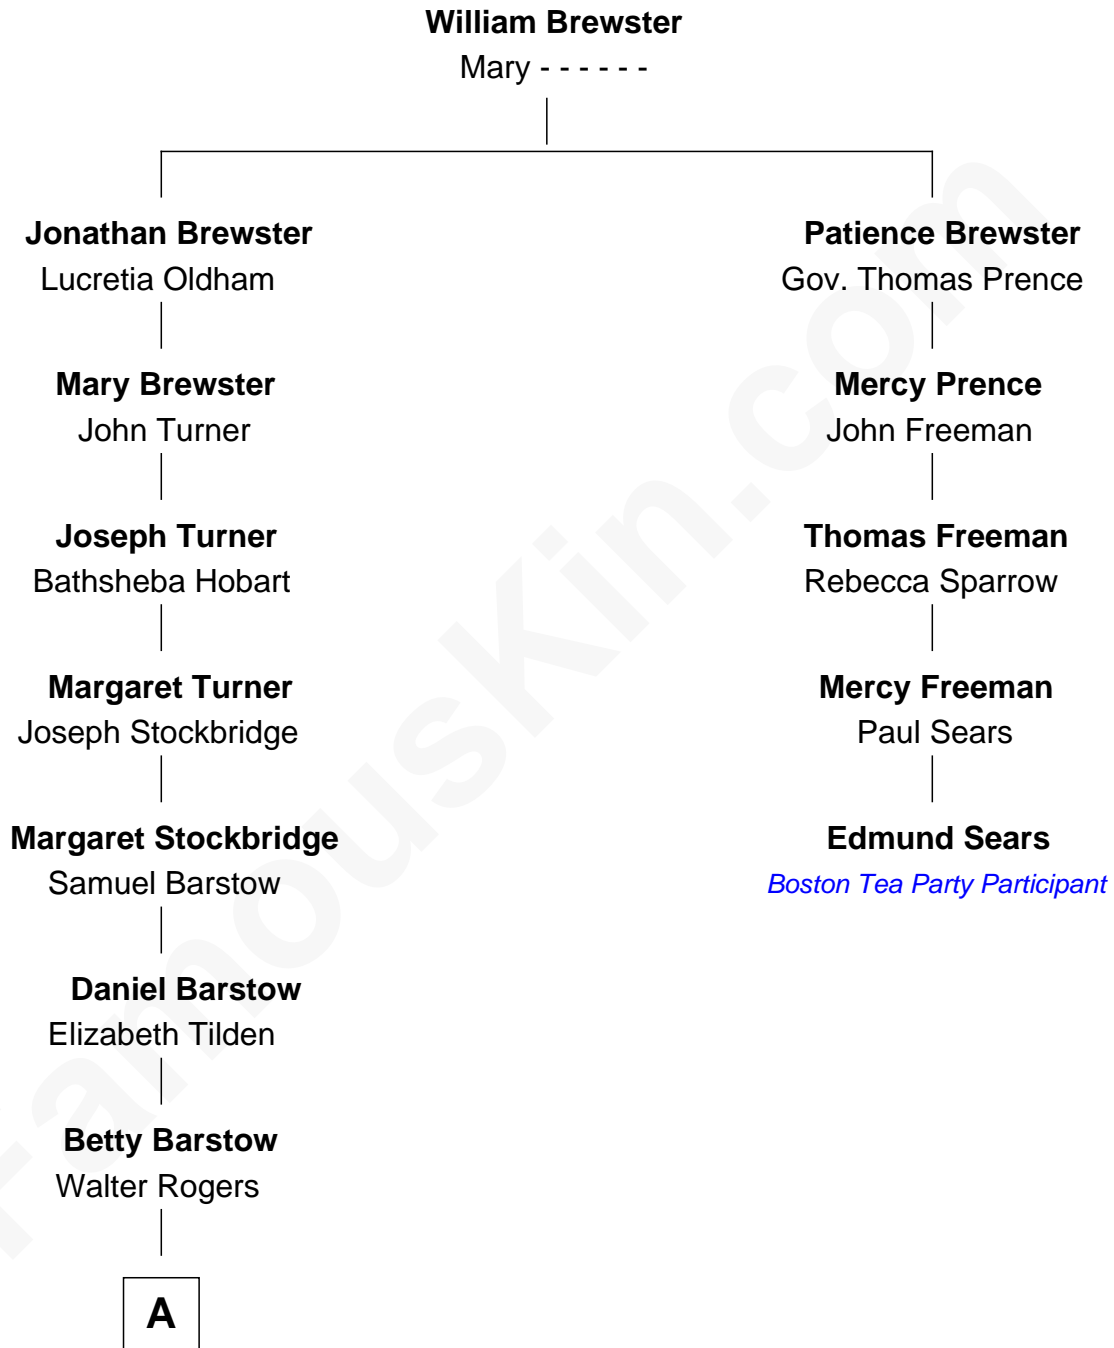 William Brewster
Mary - - - - - -
Jonathan Brewster
Lucretia Oldham
Patience Brewster
Gov. Thomas Prence
Mary Brewster
John Turner
Mercy Prence
John Freeman
Joseph Turner
Bathsheba Hobart
Thomas Freeman
Rebecca Sparrow
Margaret Turner
Joseph Stockbridge
Mercy Freeman
Paul Sears
Margaret Stockbridge
Samuel Barstow
Edmund Sears
Boston Tea Party Participant
Daniel Barstow
Elizabeth Tilden
Betty Barstow
Walter Rogers
A
FamousKin.com